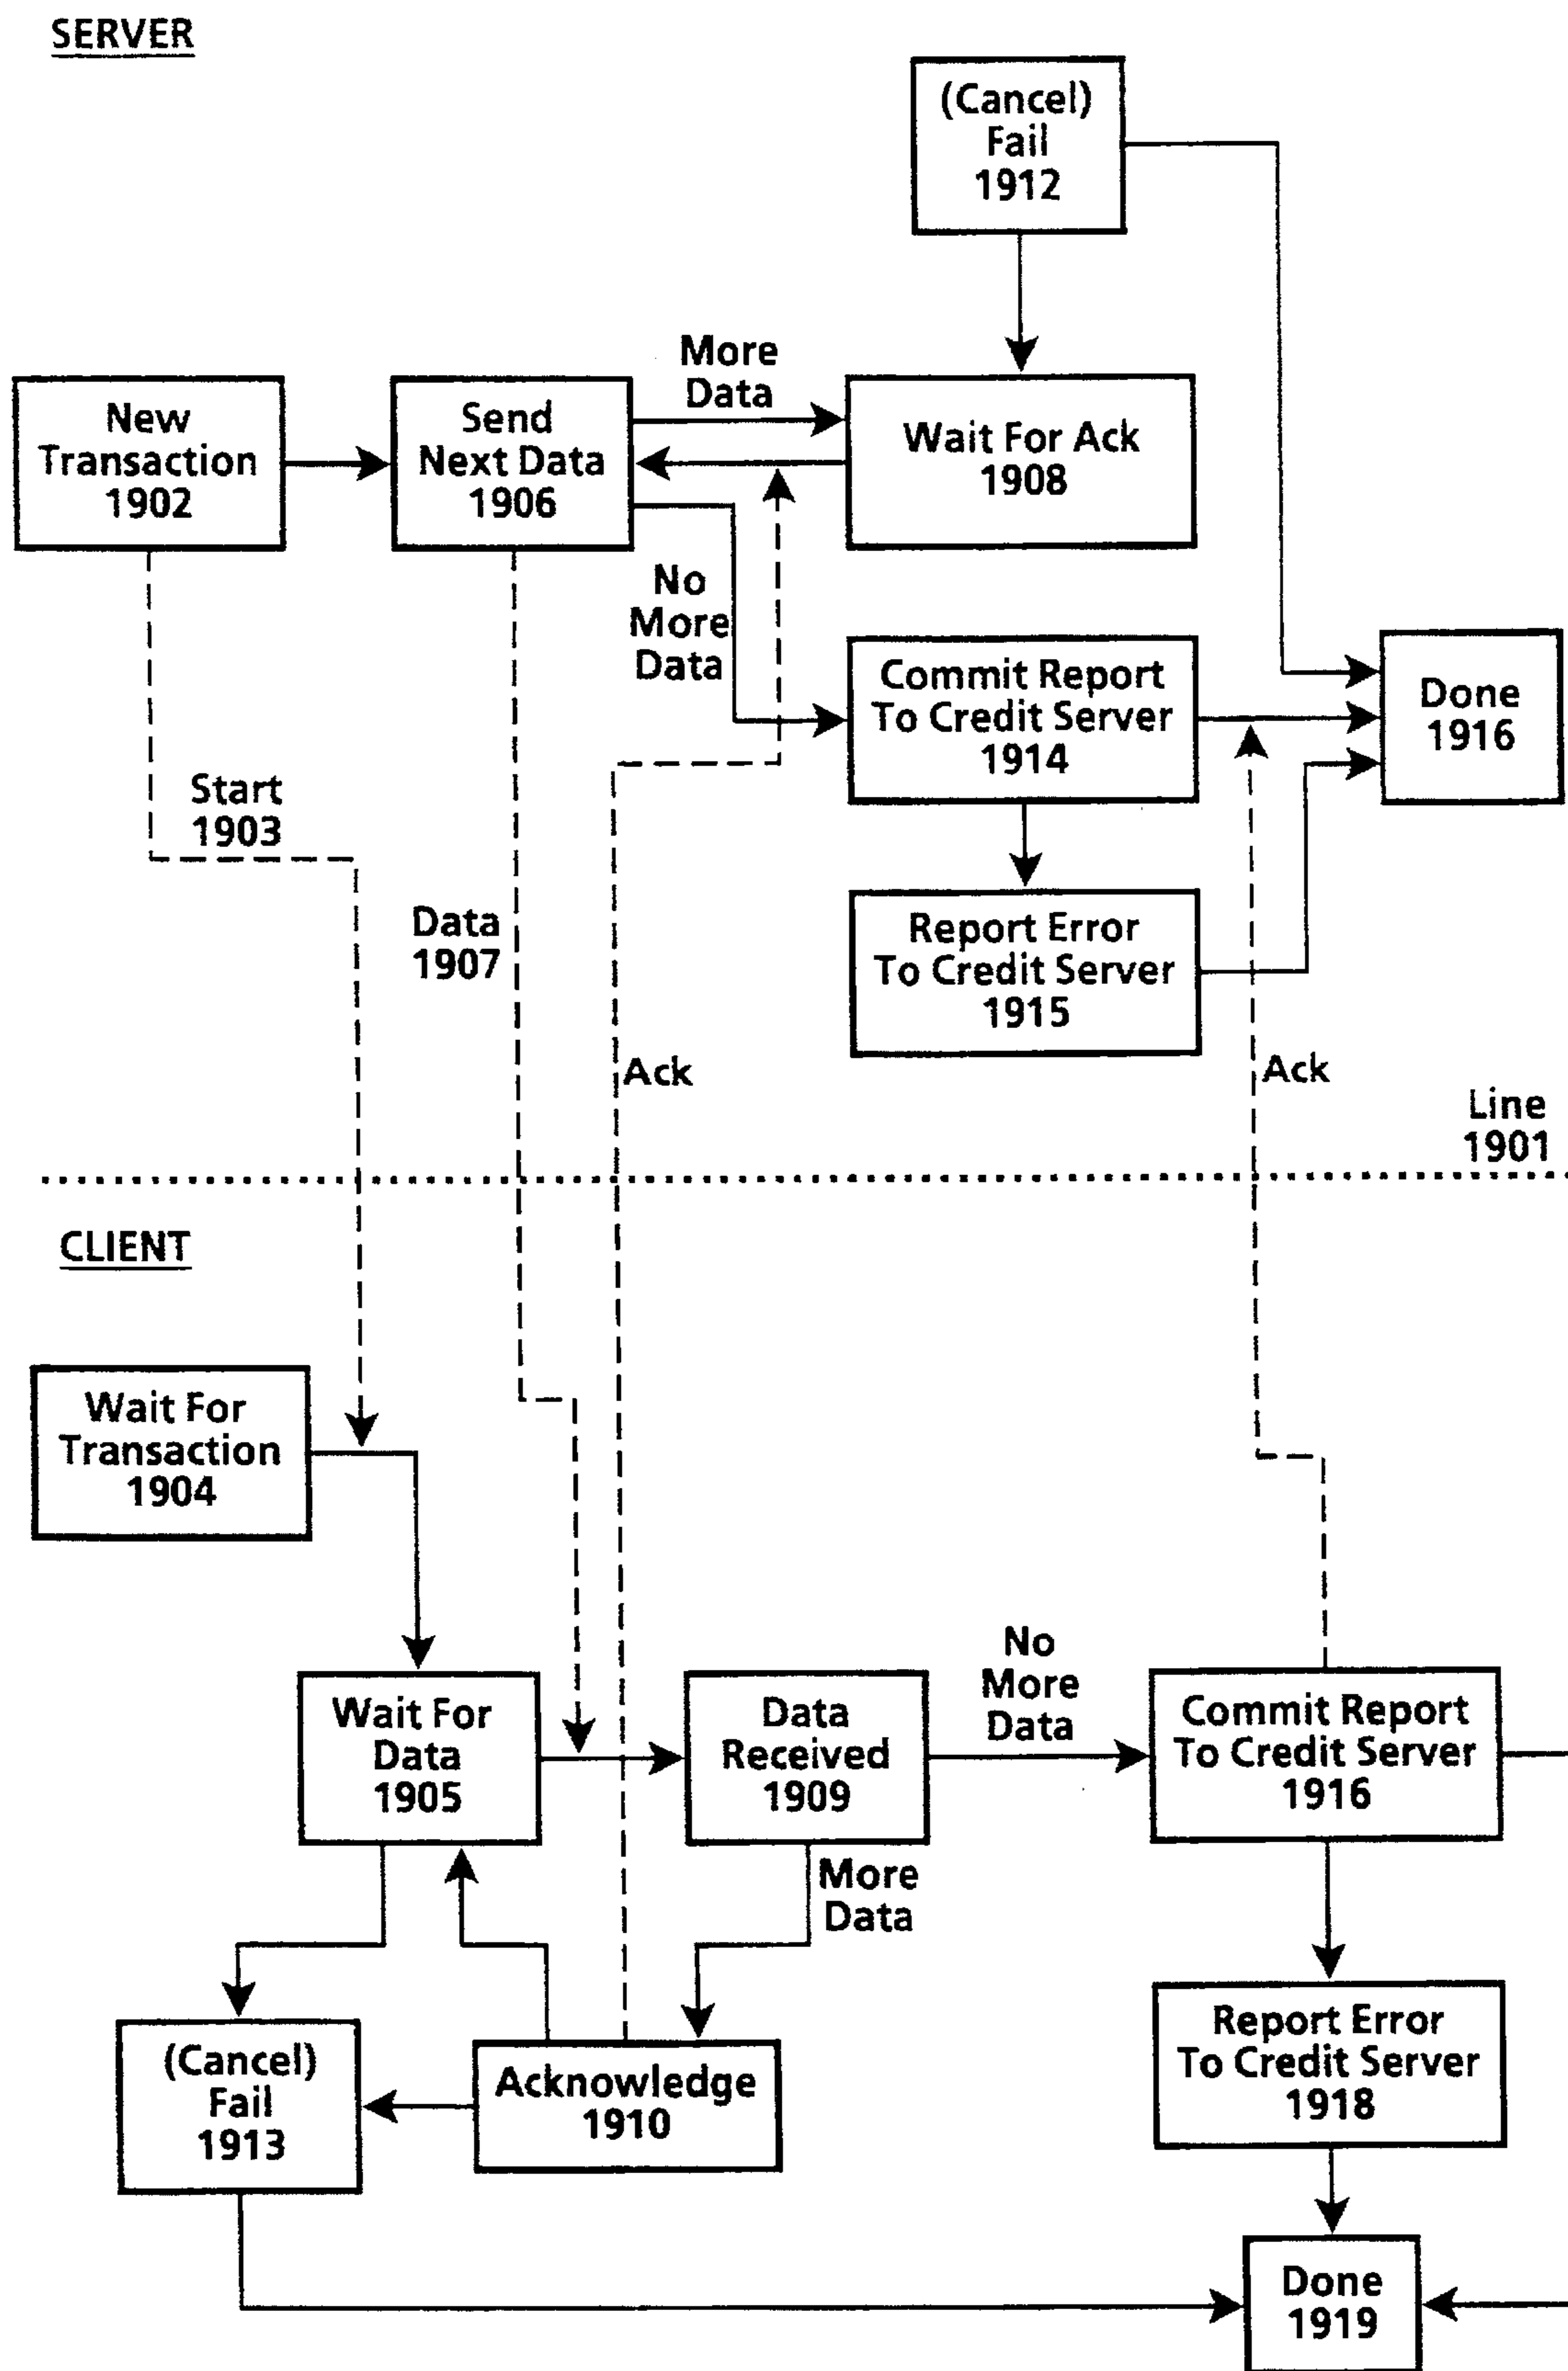 SERVER
(Cancel)
Fail
1912
More
Data
New
Transaction
1902
Send
Next Data
1906
Wait For Ack
1908
No
More
Data
Commit Report
To Credit Server
1914
Done
1916
Start
1903
Data
1907
Report Error
To Credit Server
1915
Ack
Ack
Line
1901
CLIENT
Wait For
Transaction
1904
Wait For
Data
1905
Data
Received
1909
No
More
Data
Commit Report
To Credit Server
1916
More
Data
(Cancel)
Fail
1913
Acknowledge
1910
Report Error
To Credit Server
1918
Done
1919